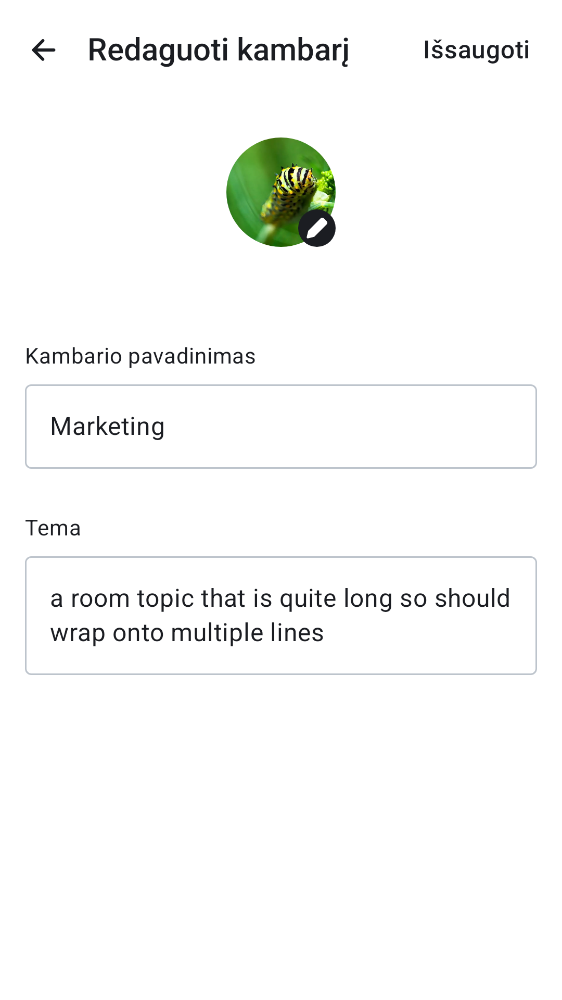 Redaguoti kambarį
Išsaugoti
Kambario pavadinimas
Marketing
Tema
a room topic that is quite long so should
wrap onto multiple lines